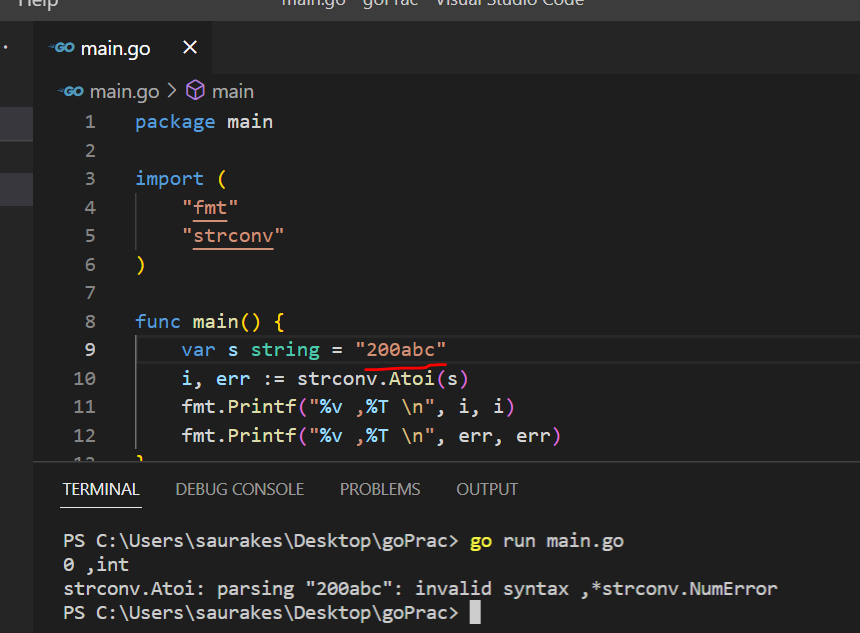 Help main.go - goPrac - Visual Studio Code
GO main.go ×
GO main.go > main
1 package main
2
3 import (
4 "fmt"
5 "strconv"
6 )
7
8 func main() {
9 var s string = "200abc"
10 i, err := strconv.Atoi(s)
11 fmt.Printf("%v ,%T \n", i, i)
12 fmt.Printf("%v ,%T \n", err, err)
13 }
TERMINAL DEBUG CONSOLE PROBLEMS OUTPUT
PS C:\Users\saurakes\Desktop\goPrac> go run main.go
0 ,int
strconv.Atoi: parsing "200abc": invalid syntax ,*strconv.NumError
PS C:\Users\saurakes\Desktop\goPrac>